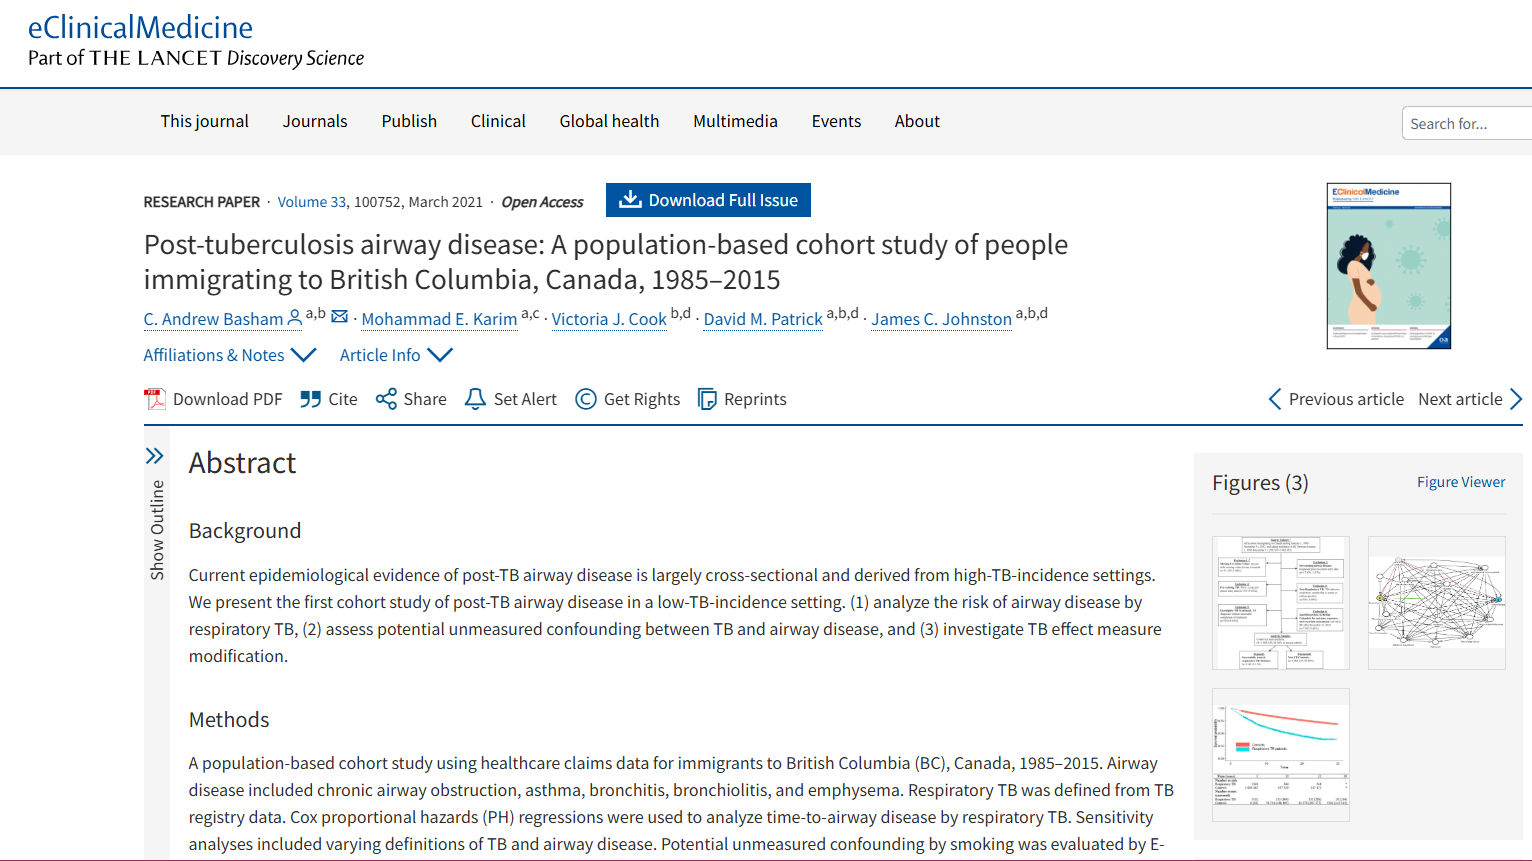 eClinicalMedicine
Part of THE LANCET Discovery Science
This journal Journals Publish Clinical Global health Multimedia Events About
Search for...
RESEARCH PAPER · Volume 33, 100752, March 2021 · Open Access Download Full Issue
Post-tuberculosis airway disease: A population-based cohort study of people
immigrating to British Columbia, Canada, 1985–2015
C. Andrew Basham a,b · Mohammad E. Karim a,c · Victoria J. Cook b,d · David M. Patrick a,b,d · James C. Johnston a,b,d
Affiliations & Notes Article Info
Download PDF Cite Share Set Alert Get Rights Reprints
Previous article Next article
EClinicalMedicine
Show Outline
Abstract
Background
Current epidemiological evidence of post-TB airway disease is largely cross-sectional and derived from high-TB-incidence settings.
We present the first cohort study of post-TB airway disease in a low-TB-incidence setting. (1) analyze the risk of airway disease by
respiratory TB, (2) assess potential unmeasured confounding between TB and airway disease, and (3) investigate TB effect measure
modification.
Methods
A population-based cohort study using healthcare claims data for immigrants to British Columbia (BC), Canada, 1985–2015. Airway
disease included chronic airway obstruction, asthma, bronchitis, bronchiolitis, and emphysema. Respiratory TB was defined from TB
registry data. Cox proportional hazards (PH) regressions were used to analyze time-to-airway disease by respiratory TB. Sensitivity
analyses included varying definitions of TB and airway disease. Potential unmeasured confounding by smoking was evaluated by E-
Figures (3)
Figure Viewer